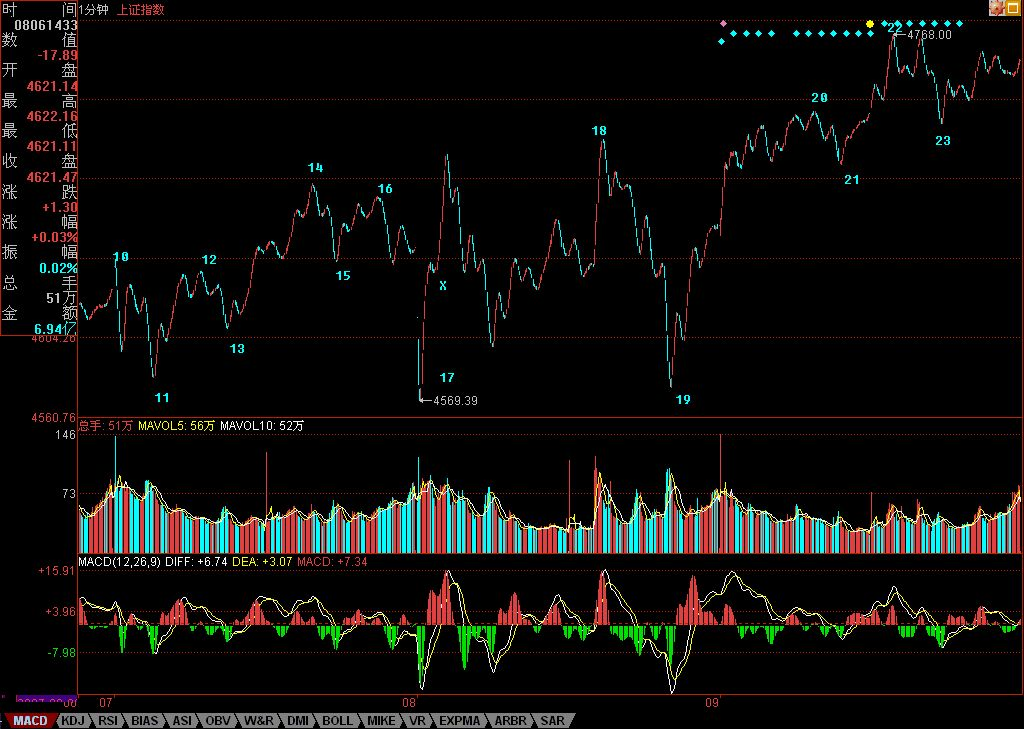 时 间
08061433
数 值
-17.89
开 盘
4621.14
最 高
4622.16
最 低
4621.11
收 盘
4621.47
涨 跌
+1.30
涨 幅
+0.03%
振 幅
0.02%
总 手
51万
金 额
6.94亿
1分钟 上证指数
22
4768.00
20
18
23
21
14
16
10
12
15
X
4604.26
13
17
11
19
4569.39
4560.76
总手: 51万 MAVOL5: 56万 MAVOL10: 52万
146
73
MACD(12,26,9) DIFF: +6.74 DEA: +3.07 MACD: +7.34
+15.91
+3.96
-7.98
07 08 09
MACD KDJ RSI BIAS ASI OBV W&R DMI BOLL MIKE VR EXPMA ARBR SAR